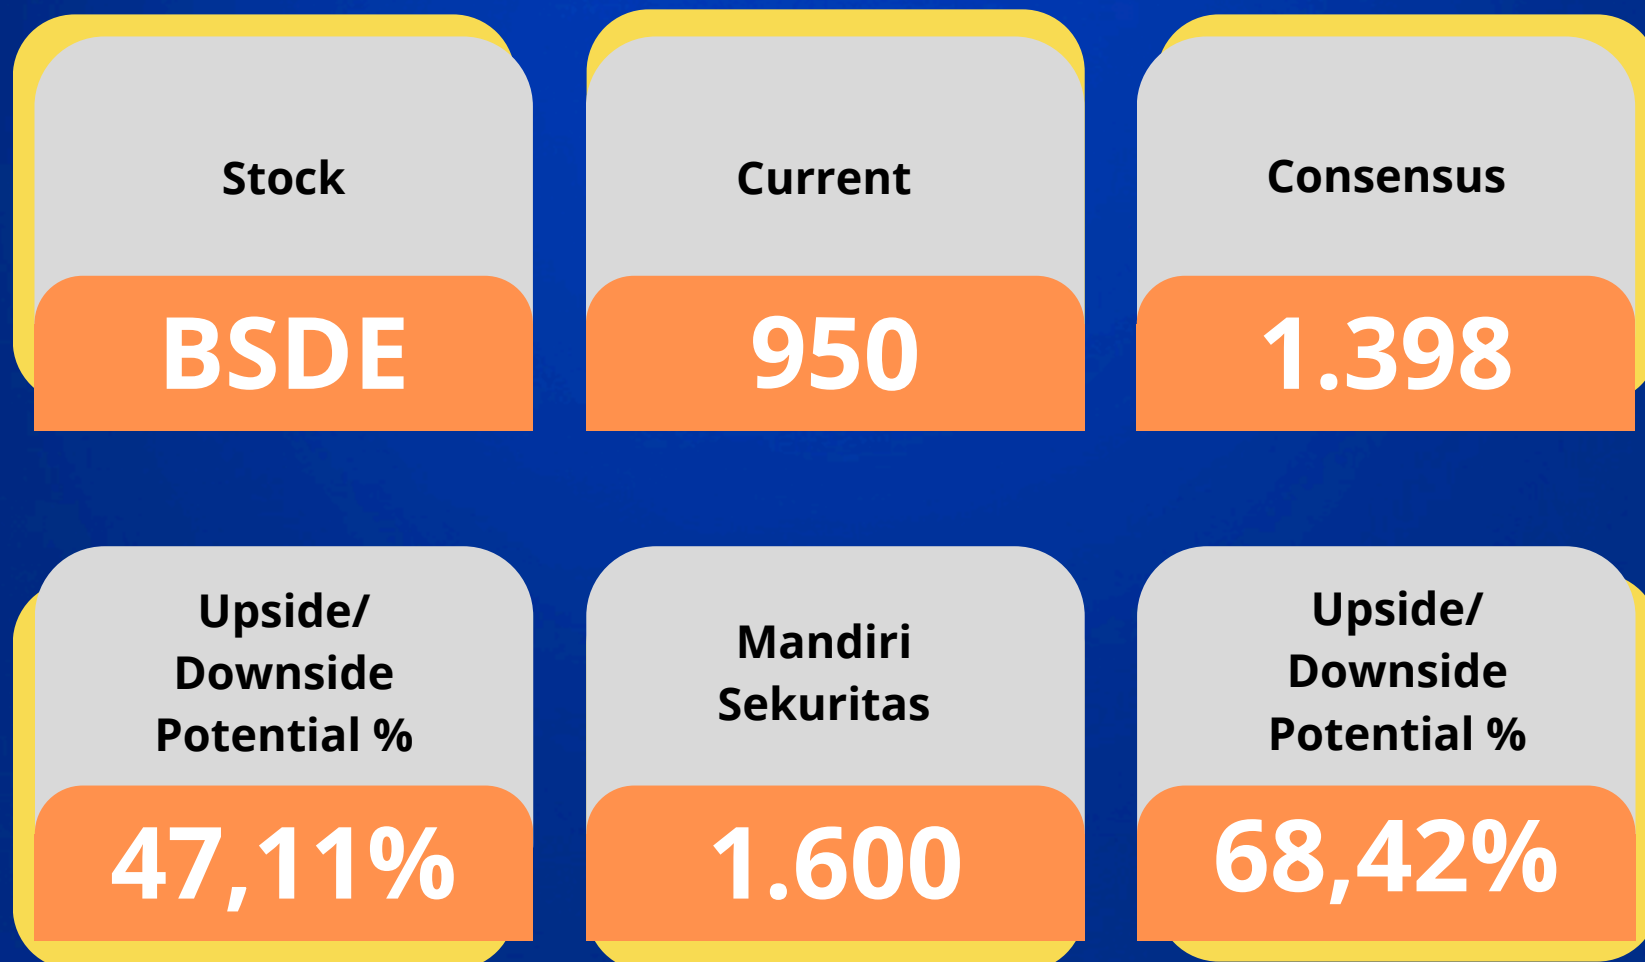 Stock
BSDE
Current
950
Consensus
1.398
Upside/
Downside
Potential %
47,11%
Mandiri
Sekuritas
1.600
Upside/
Downside
Potential %
68,42%